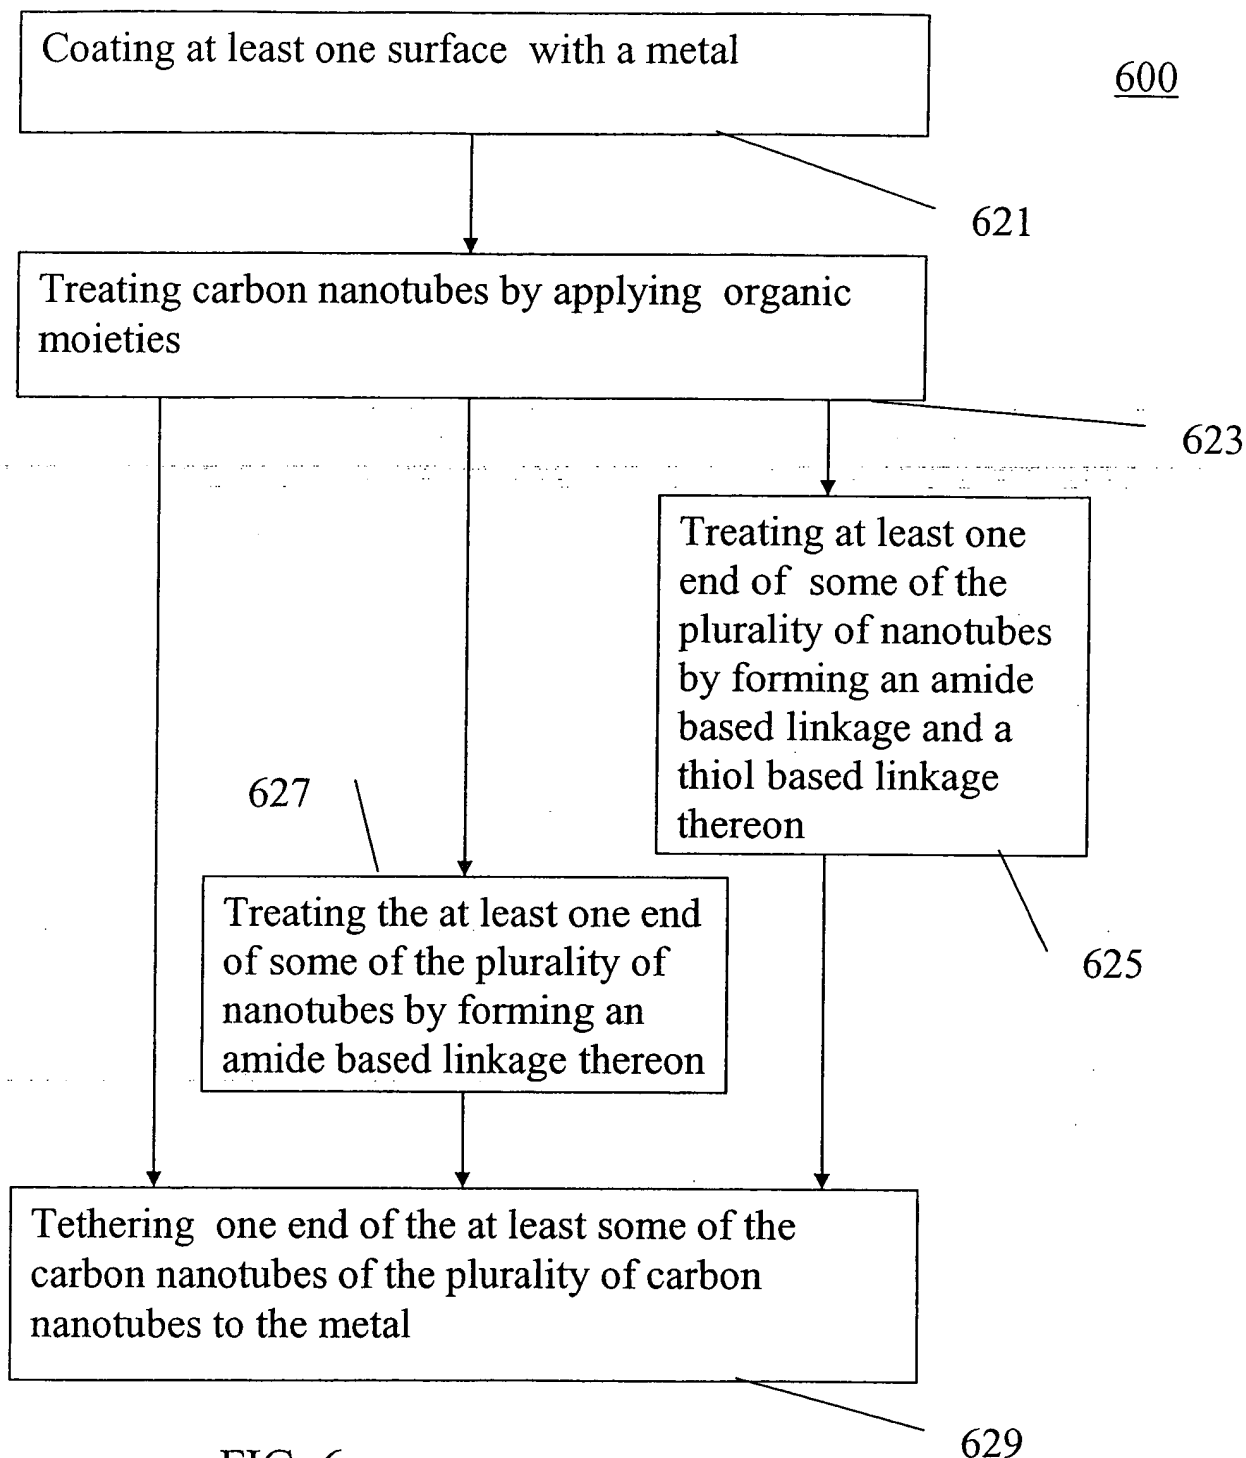 Coating at least one surface with a metal
600
621
Treating carbon nanotubes by applying organic
moieties
623
Treating at least one
end of some of the
plurality of nanotubes
by forming an amide
based linkage and a
thiol based linkage
thereon
625
627
Treating the at least one end
of some of the plurality of
nanotubes by forming an
amide based linkage thereon
Tethering one end of the at least some of the
carbon nanotubes of the plurality of carbon
nanotubes to the metal
629
FIG. 6